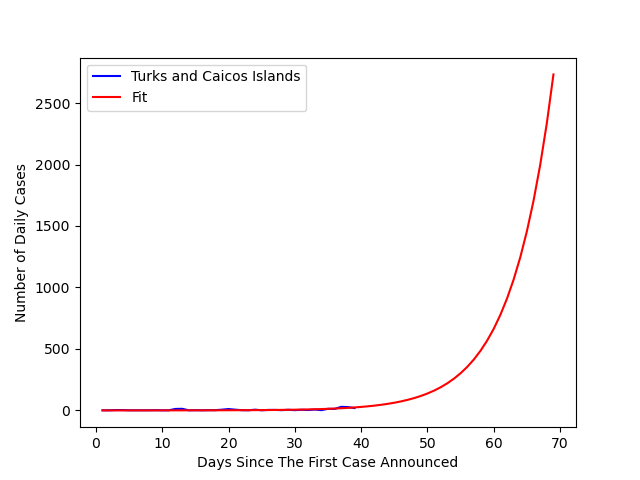 Turks and Caicos Islands
Fit
Number of Daily Cases
2500
2000
1500
1000
500
0
0 10 20 30 40 50 60 70
Days Since The First Case Announced